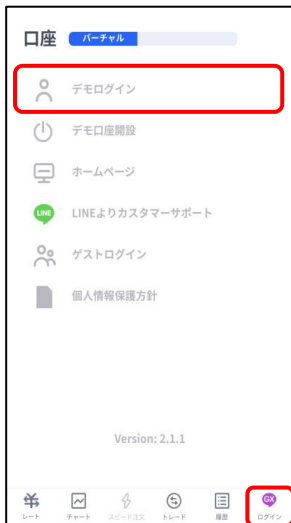 口座 バーチャル
デモログイン
デモ口座開設
ホームページ
LINE LINEよりカスタマーサポート
ゲストログイン
個人情報保護方針
Version: 2.1.1
GX
レート チャート スピード注文 トレード 履歴 ログイン